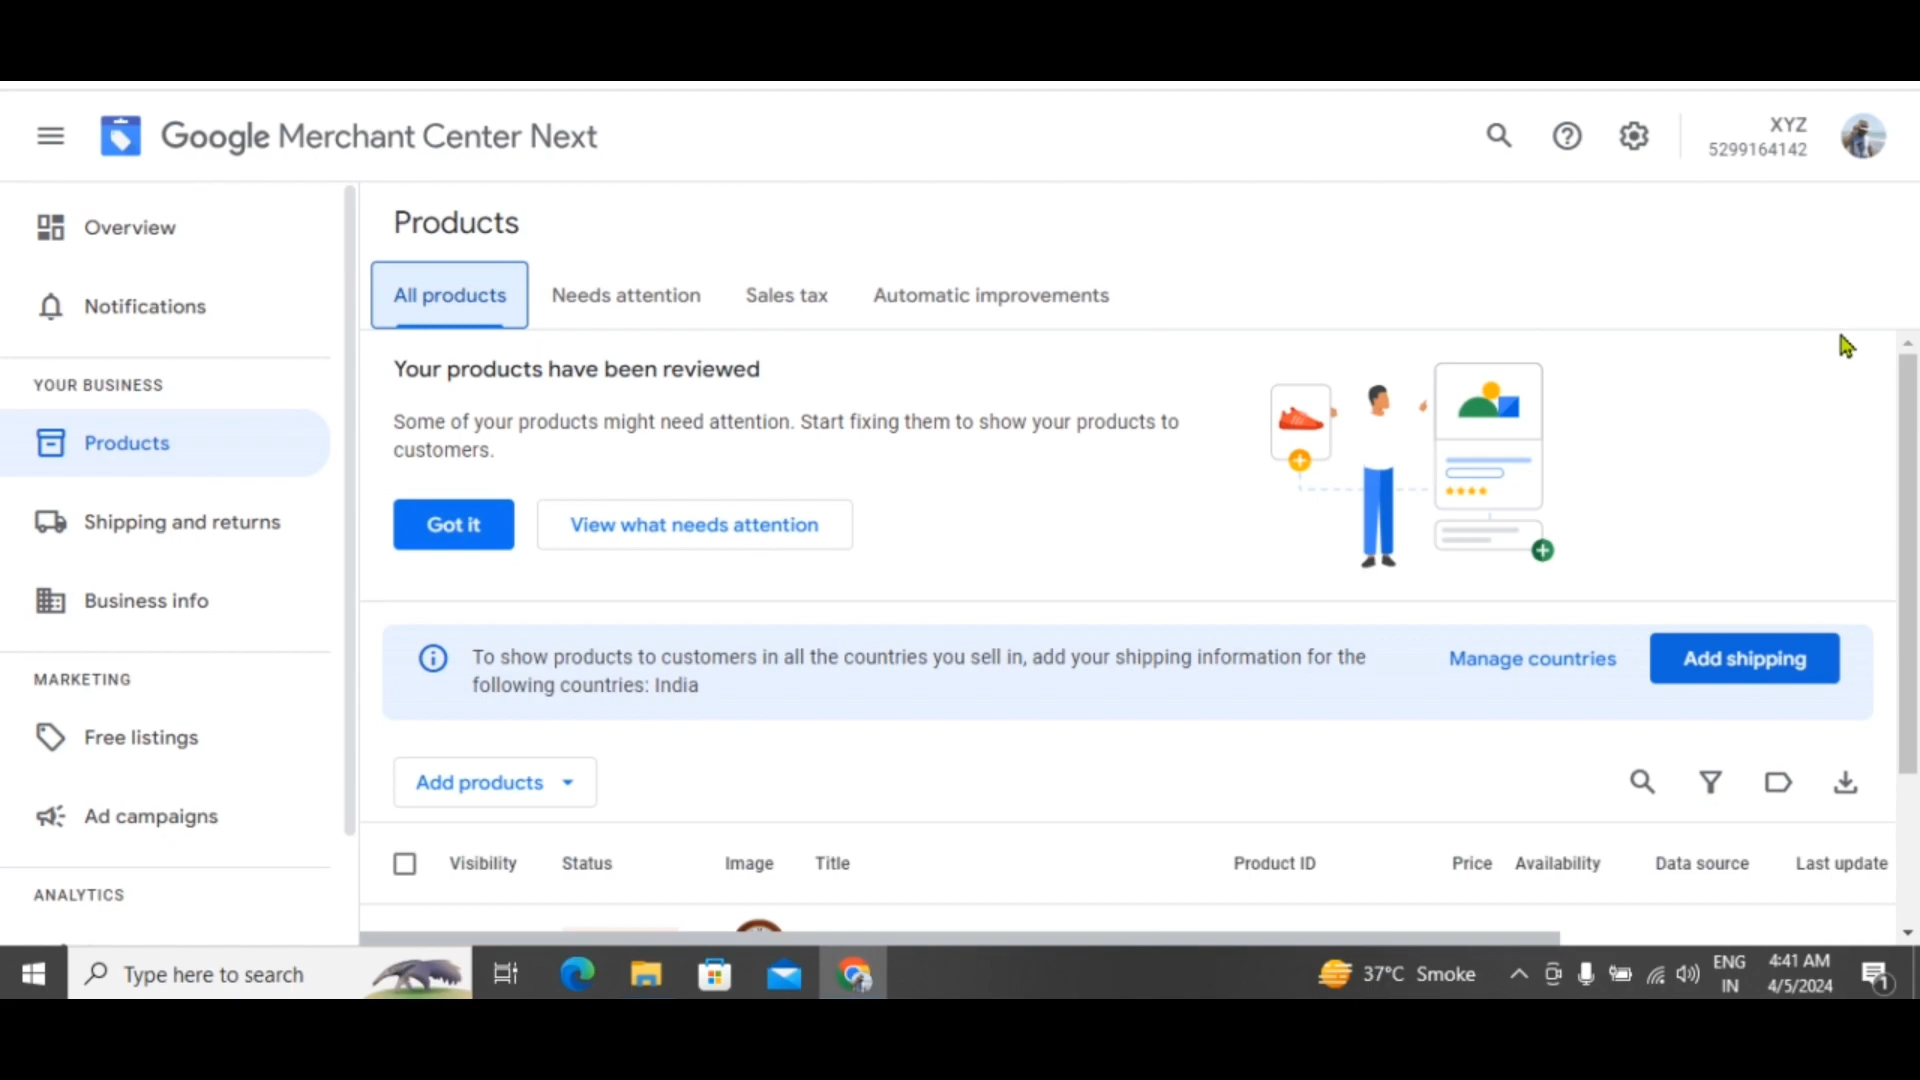 Google Merchant Center Next
XYZ
5299164142
Overview
Notifications
YOUR BUSINESS
Products
Shipping and returns
Business info
MARKETING
Free listings
Ad campaigns
ANALYTICS
Products
All products
Needs attention
Sales tax
Automatic improvements
Your products have been reviewed
Some of your products might need attention. Start fixing them to show your products to
customers.
Got it
View what needs attention
To show products to customers in all the countries you sell in, add your shipping information for the
following countries: India
Manage countries
Add shipping
Add products
Visibility
Status
Image
Title
Product ID
Price
Availability
Data source
Last update
Type here to search
37°C Smoke
ENG
IN
4:41 AM
4/5/2024
1